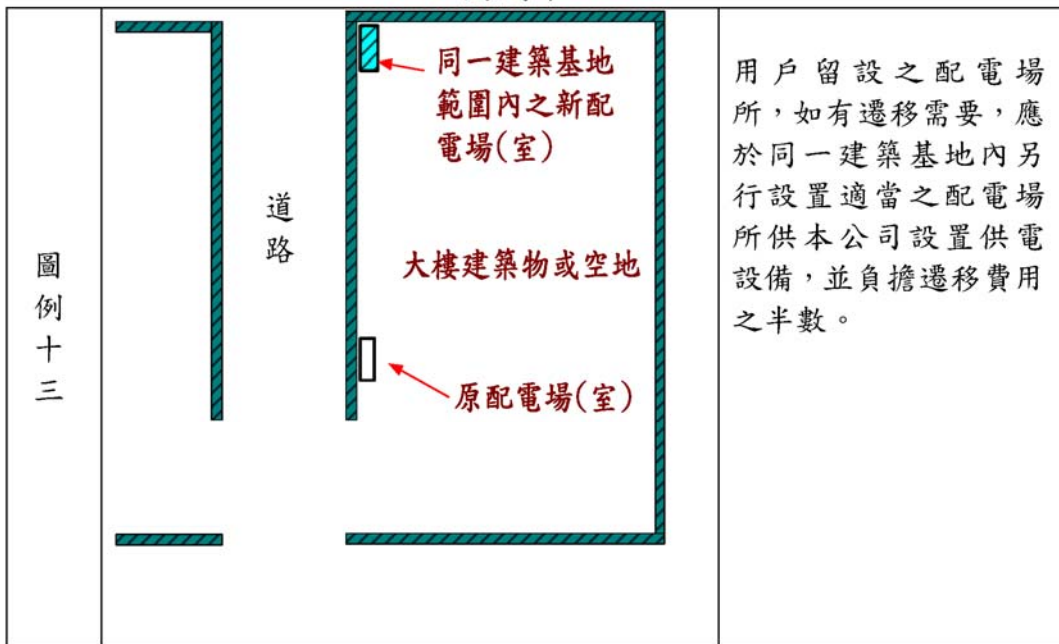 圖
例
十
三
道
路
同一建築基地
範圍內之新配
電場(室)
大樓建築物或空地
原配電場(室)
用戶留設之配電場
所，如有遷移需要，應
於同一建築基地內另
行設置適當之配電場
所供本公司設置供電
設備，並負擔遷移費用
之半數。